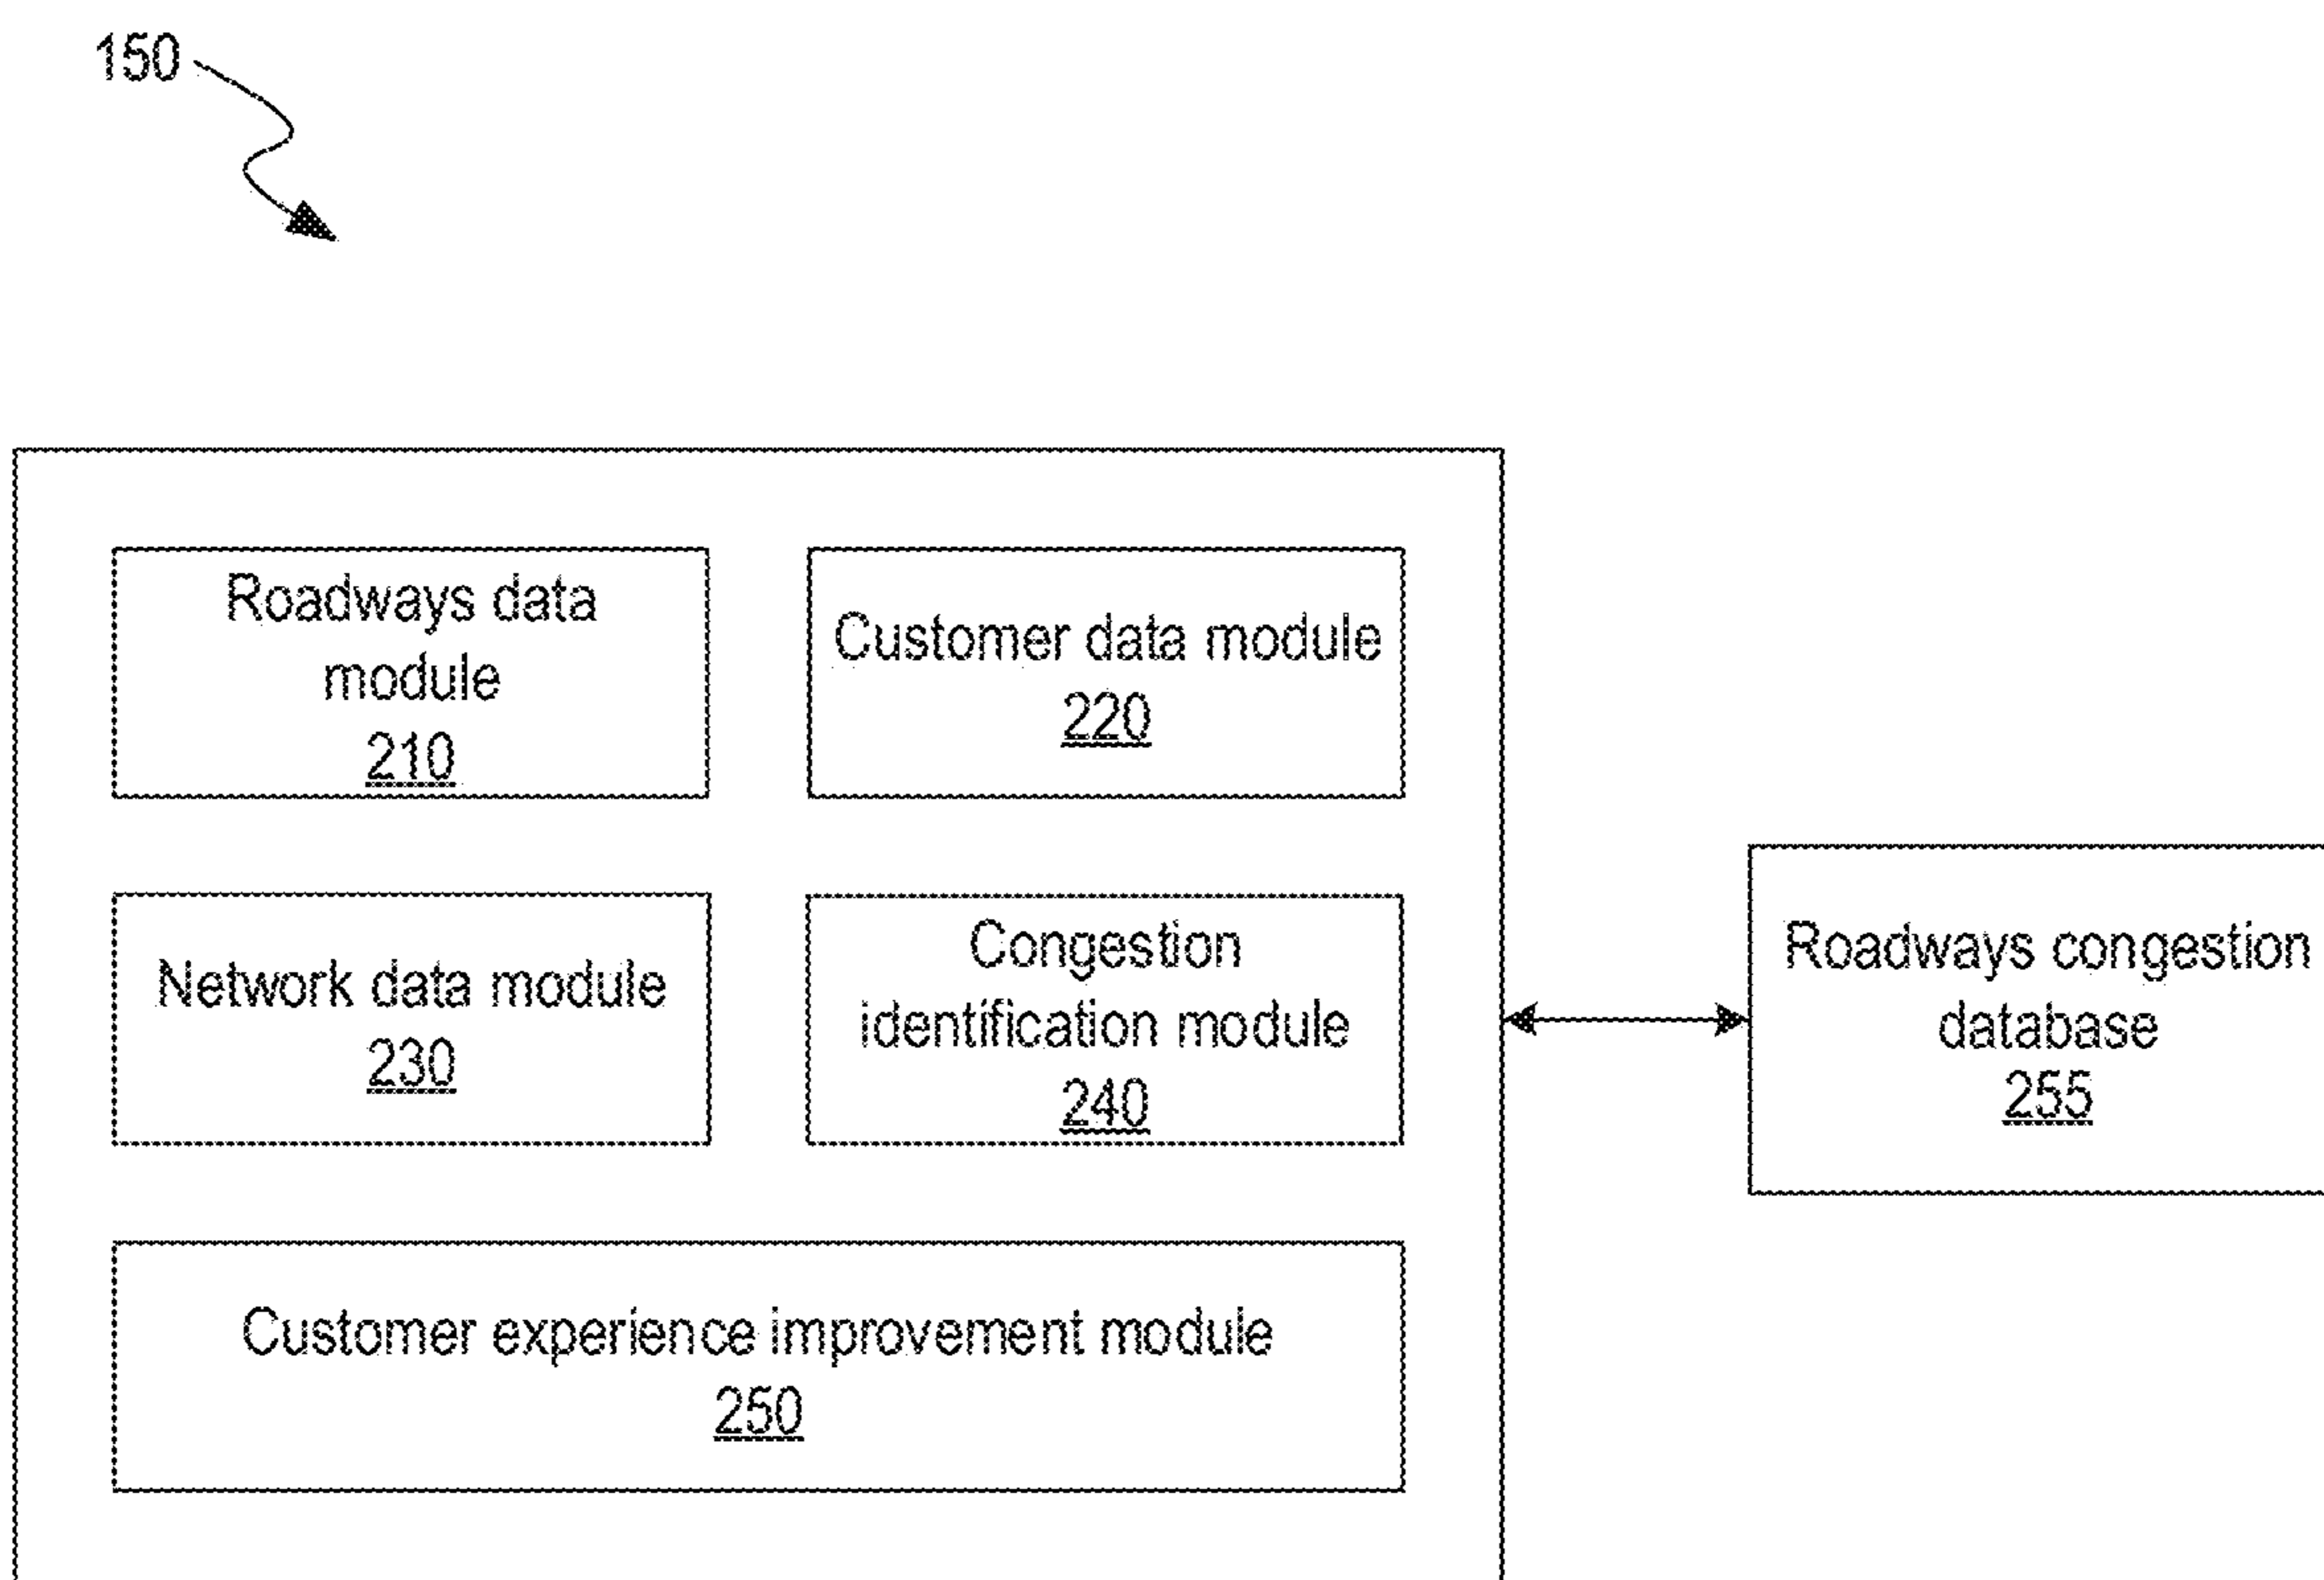 150
Roadways data
module
210
Customer data module
220
Network data module
230
Congestion
identification module
240
Roadways congestion
database
255
Customer experience improvement module
250